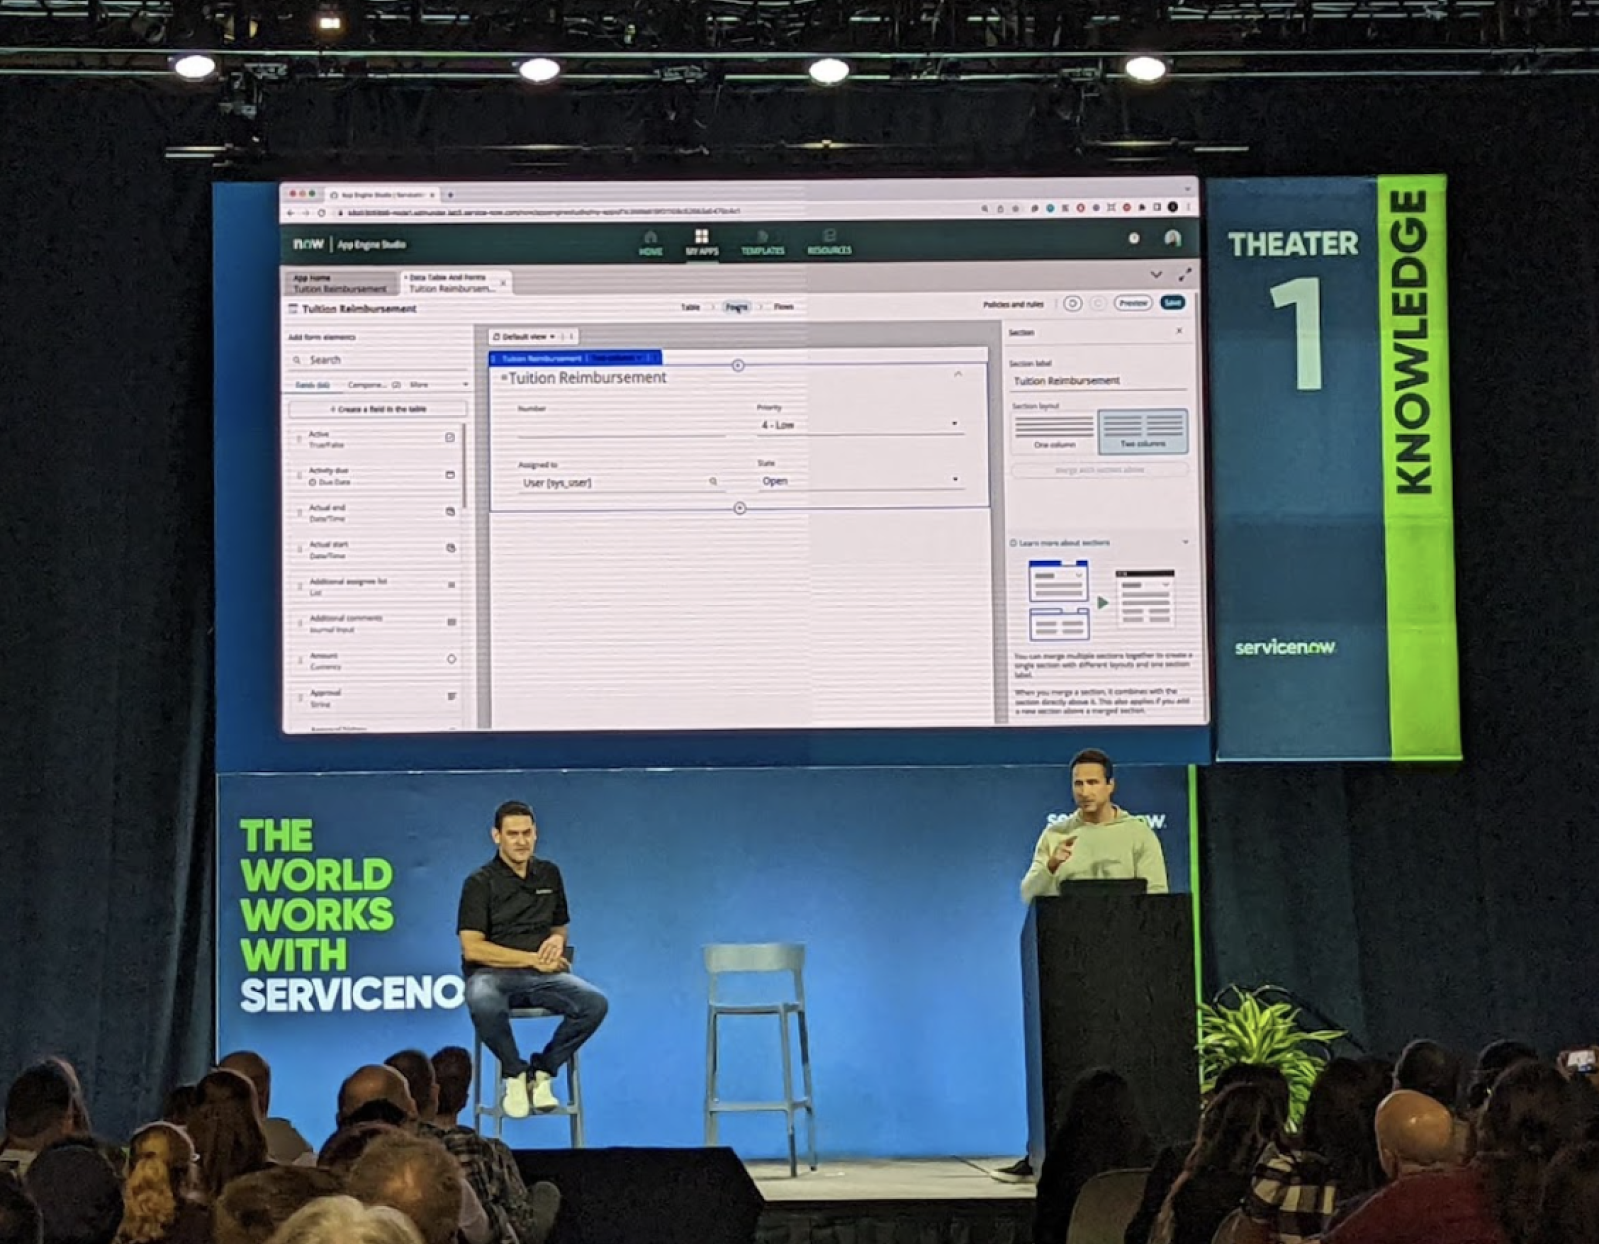 App Engine Studio | ServiceN
now | App Engine Studio
HOME
MY APPS
TEMPLATES
RESOURCES
App Home
Tuition Reimbursement
• Data Table And Forms
Tuition Reimbursem...
Tuition Reimbursement
Table
Forms
Flows
Policies and rules
Preview
Save
Add form elements
Search
Compone... (2)
More
+ Create a field in the table
Active
True/False
Activity due
Due Date
Actual end
Date/Time
Actual start
Date/Time
Additional assignee list
List
Additional comments
Journal Input
Amount
Currency
Approval
String
Default view
Tuition Reimbursement
Two columns
Tuition Reimbursement
Number
Priority
4 - Low
Assigned to
User [sys_user]
State
Open
Section
Section label
Tuition Reimbursement
Section layout
One column
Two columns
Merge with section above
Learn more about sections
You can merge multiple sections together to create a
single section with different layouts and one section
label.
When you merge a section, it combines with the
section directly above it. This also applies if you add
a new section above a merged section.
THEATER
1
KNOWLEDGE
servicenow
THE
WORLD
WORKS
WITH
SERVICENO